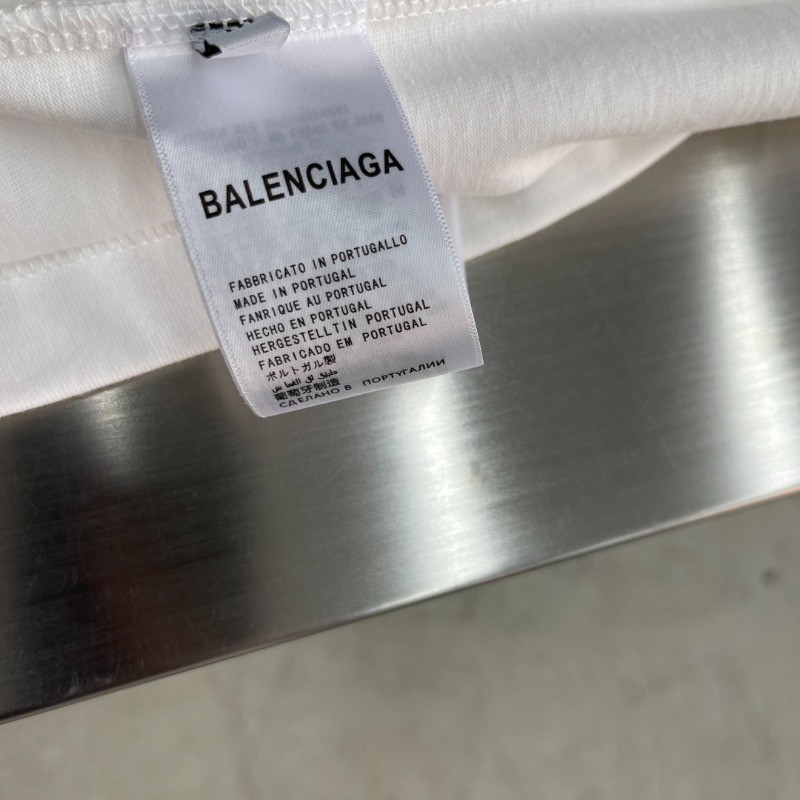 BALENCIAGA
FABBRICATO IN PORTUGALLO
MADE IN PORTUGAL
FANRIQUE AU PORTUGAL
HECHO EN PORTUGAL
HERGESTELLTIN PORTUGAL
FABRICADO EM PORTUGAL
ポルトガル製
葡萄牙制造
СДЕЛАНО В ПОРТУГАЛИИ